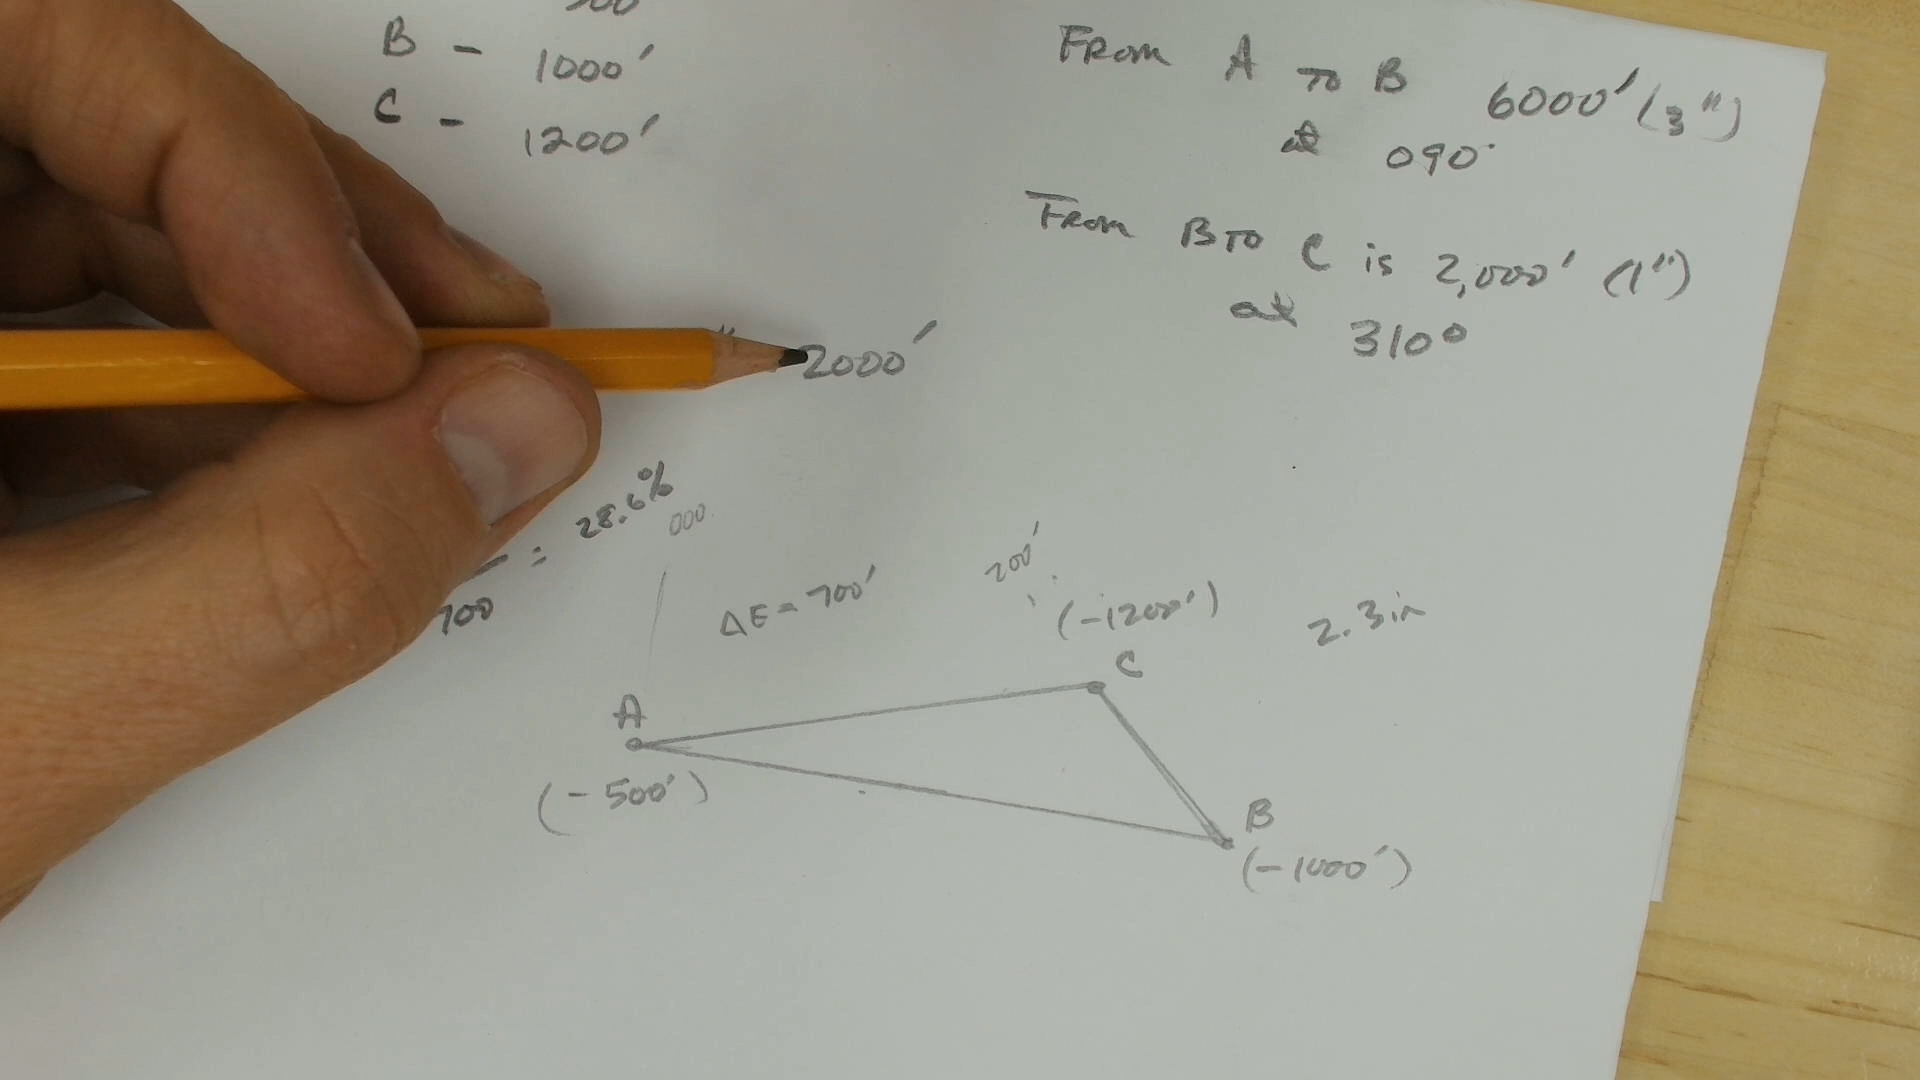 B - 1000'
C - 1200'
From A to B 6000' (3")
at 090°
From B to C is 2,000' (1")
at 310°
" 2000'
700 = 28.6%
000
ΔE = 700'
200'
(-1200')
2.3in
C
A
(-500')
B
(-1000')